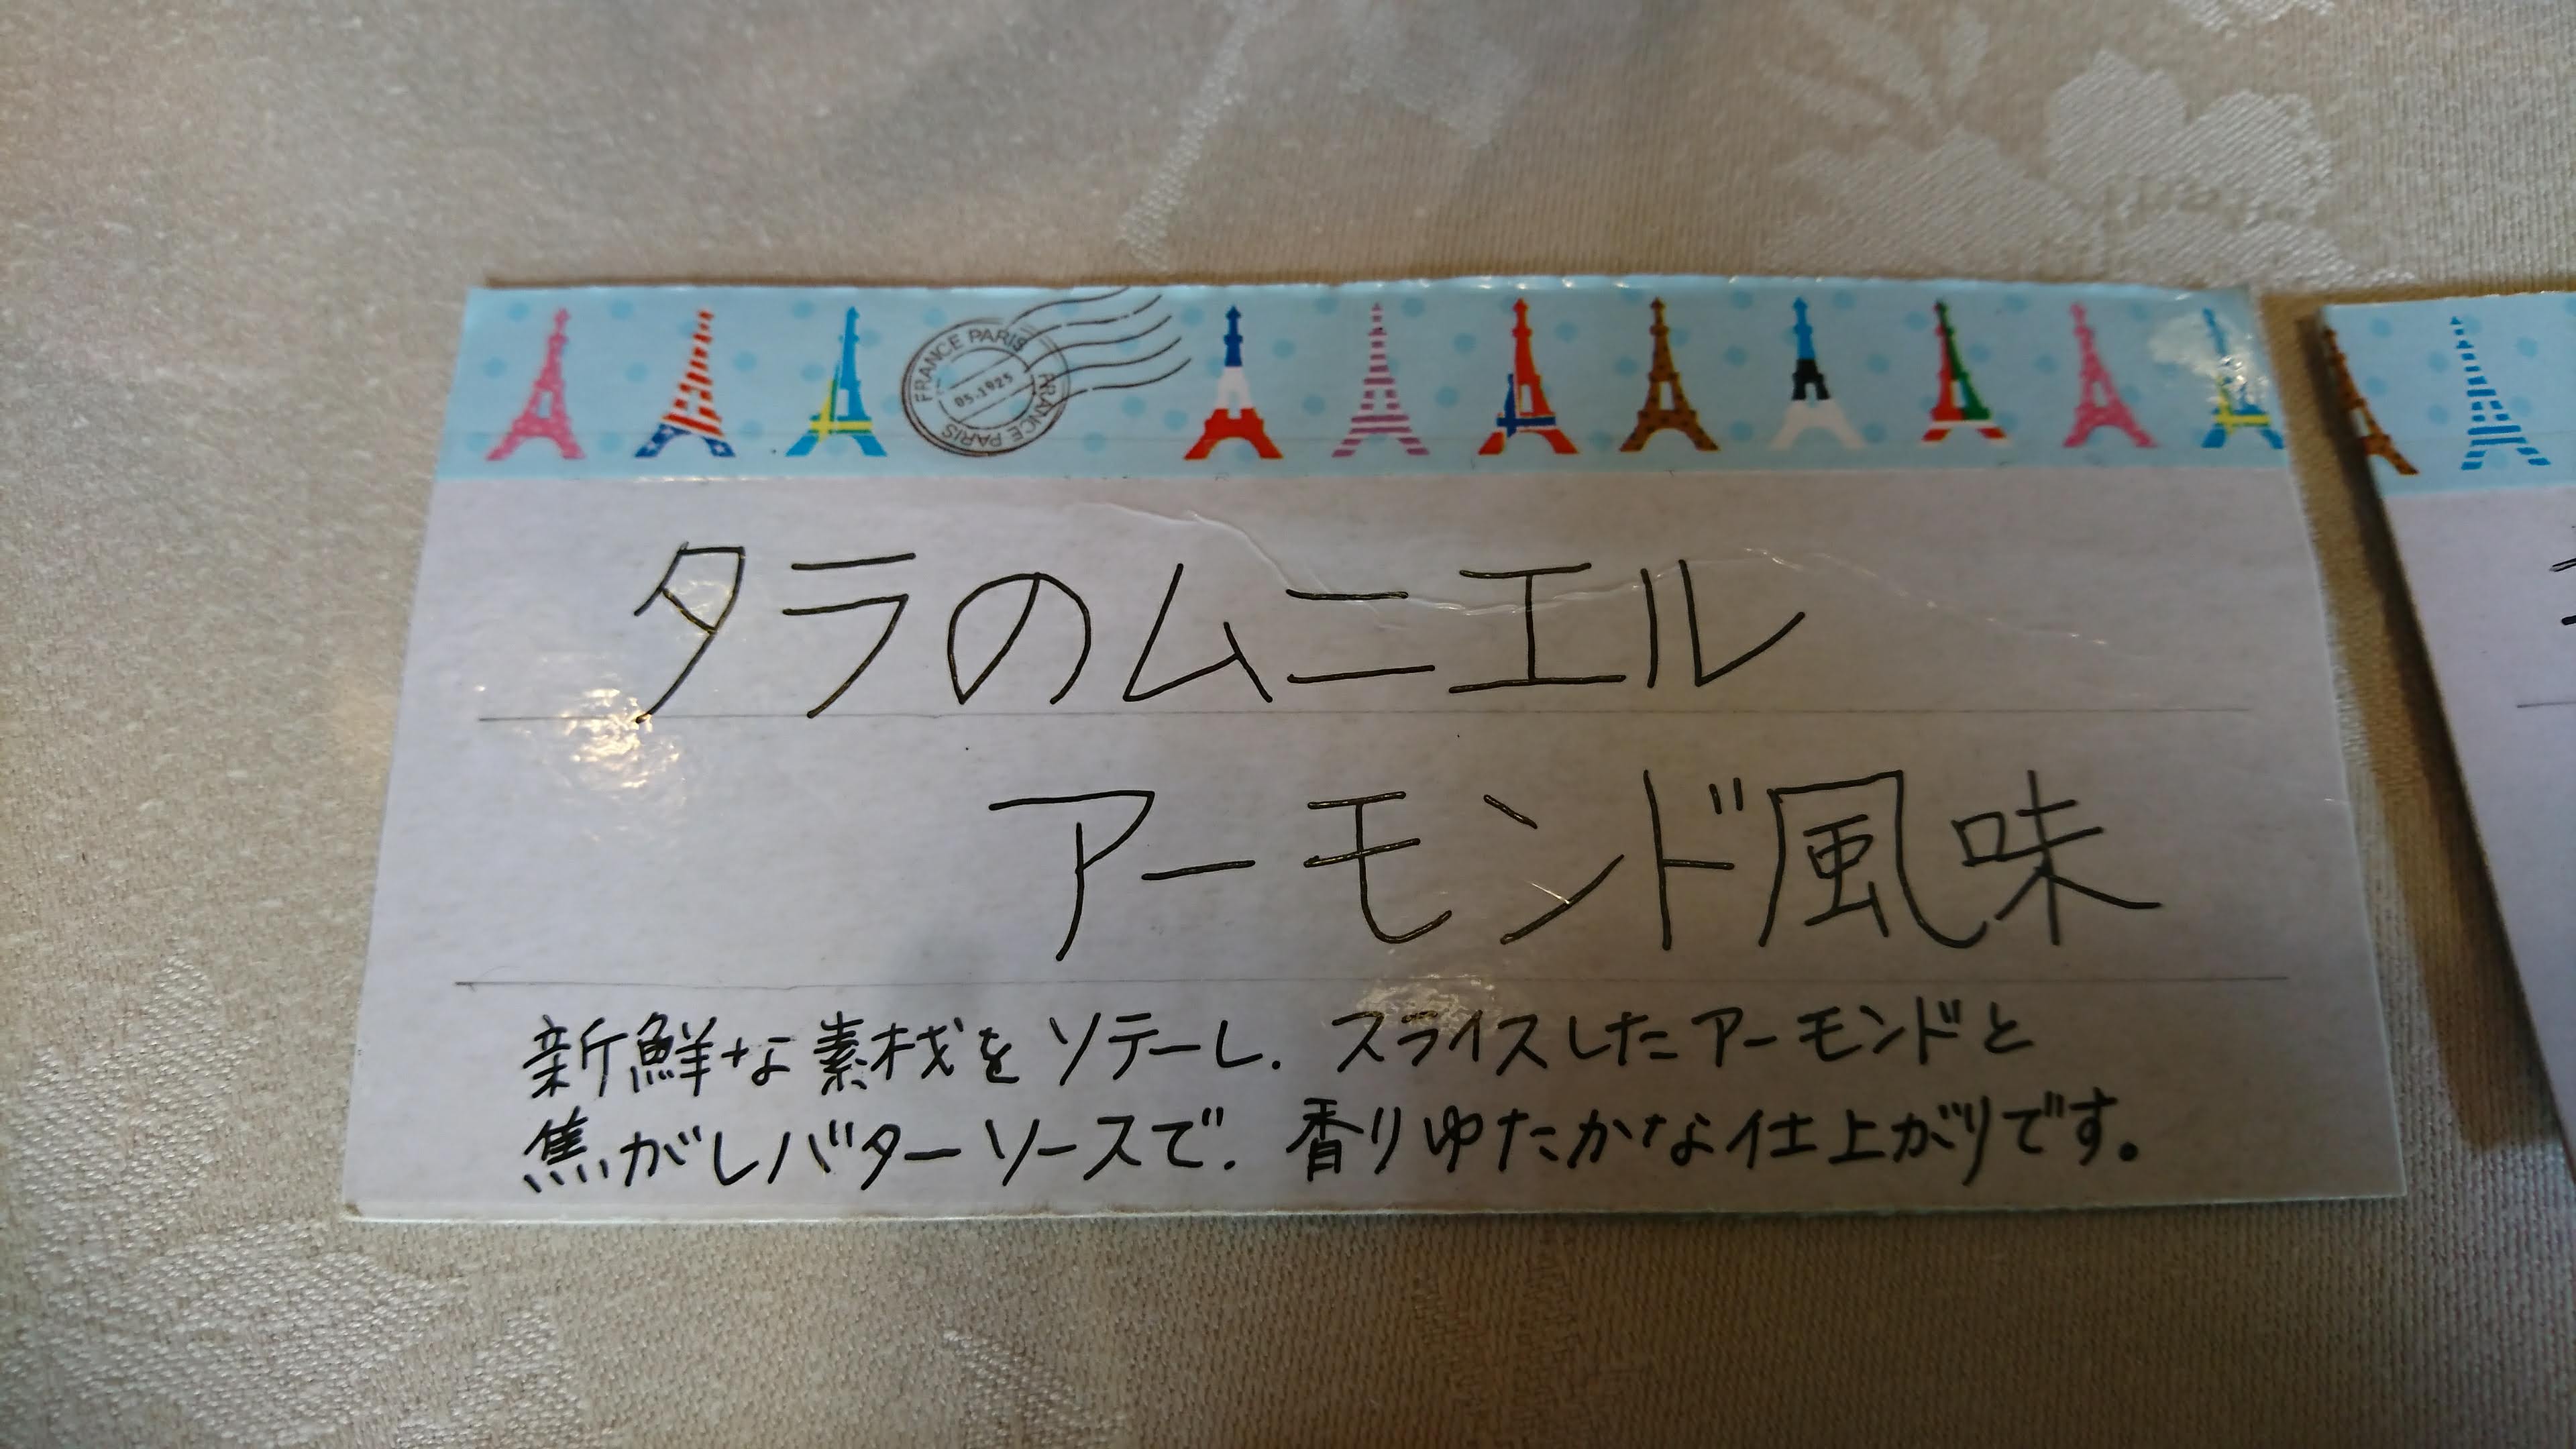 FRANCE PARIS
05.1925
FRANCE PARIS
タラのムニエル
アーモンド風味
新鮮な素材をソテーし、スライスしたアーモンドと
焦がしバターソースで、香りゆたかな仕上がりです。